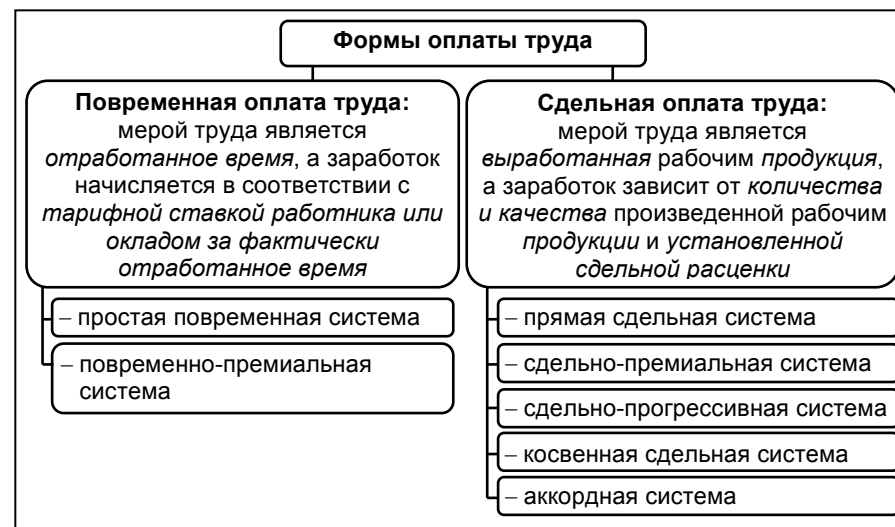 Формы оплаты труда
Повременная оплата труда:
мерой труда является
отработанное время, а заработок
начисляется в соответствии с
тарифной ставкой работника или
окладом за фактически
отработанное время
– простая повременная система
– повременно-премиальная
система
Сдельная оплата труда:
мерой труда является
выработанная рабочим продукция,
а заработок зависит от количества
и качества произведенной рабочим
продукции и установленной
сдельной расценки
– прямая сдельная система
– сдельно-премиальная система
– сдельно-прогрессивная система
– косвенная сдельная система
– аккордная система